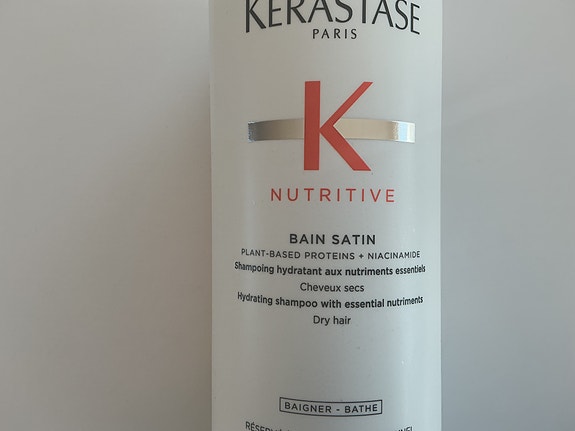 KÉRASTASE
PARIS
K
NUTRITIVE
BAIN SATIN
PLANT-BASED PROTEINS + NIACINAMIDE
Shampoing hydratant aux nutriments essentiels
Cheveux secs
Hydrating shampoo with essential nutriments
Dry hair
BAIGNER - BATHE